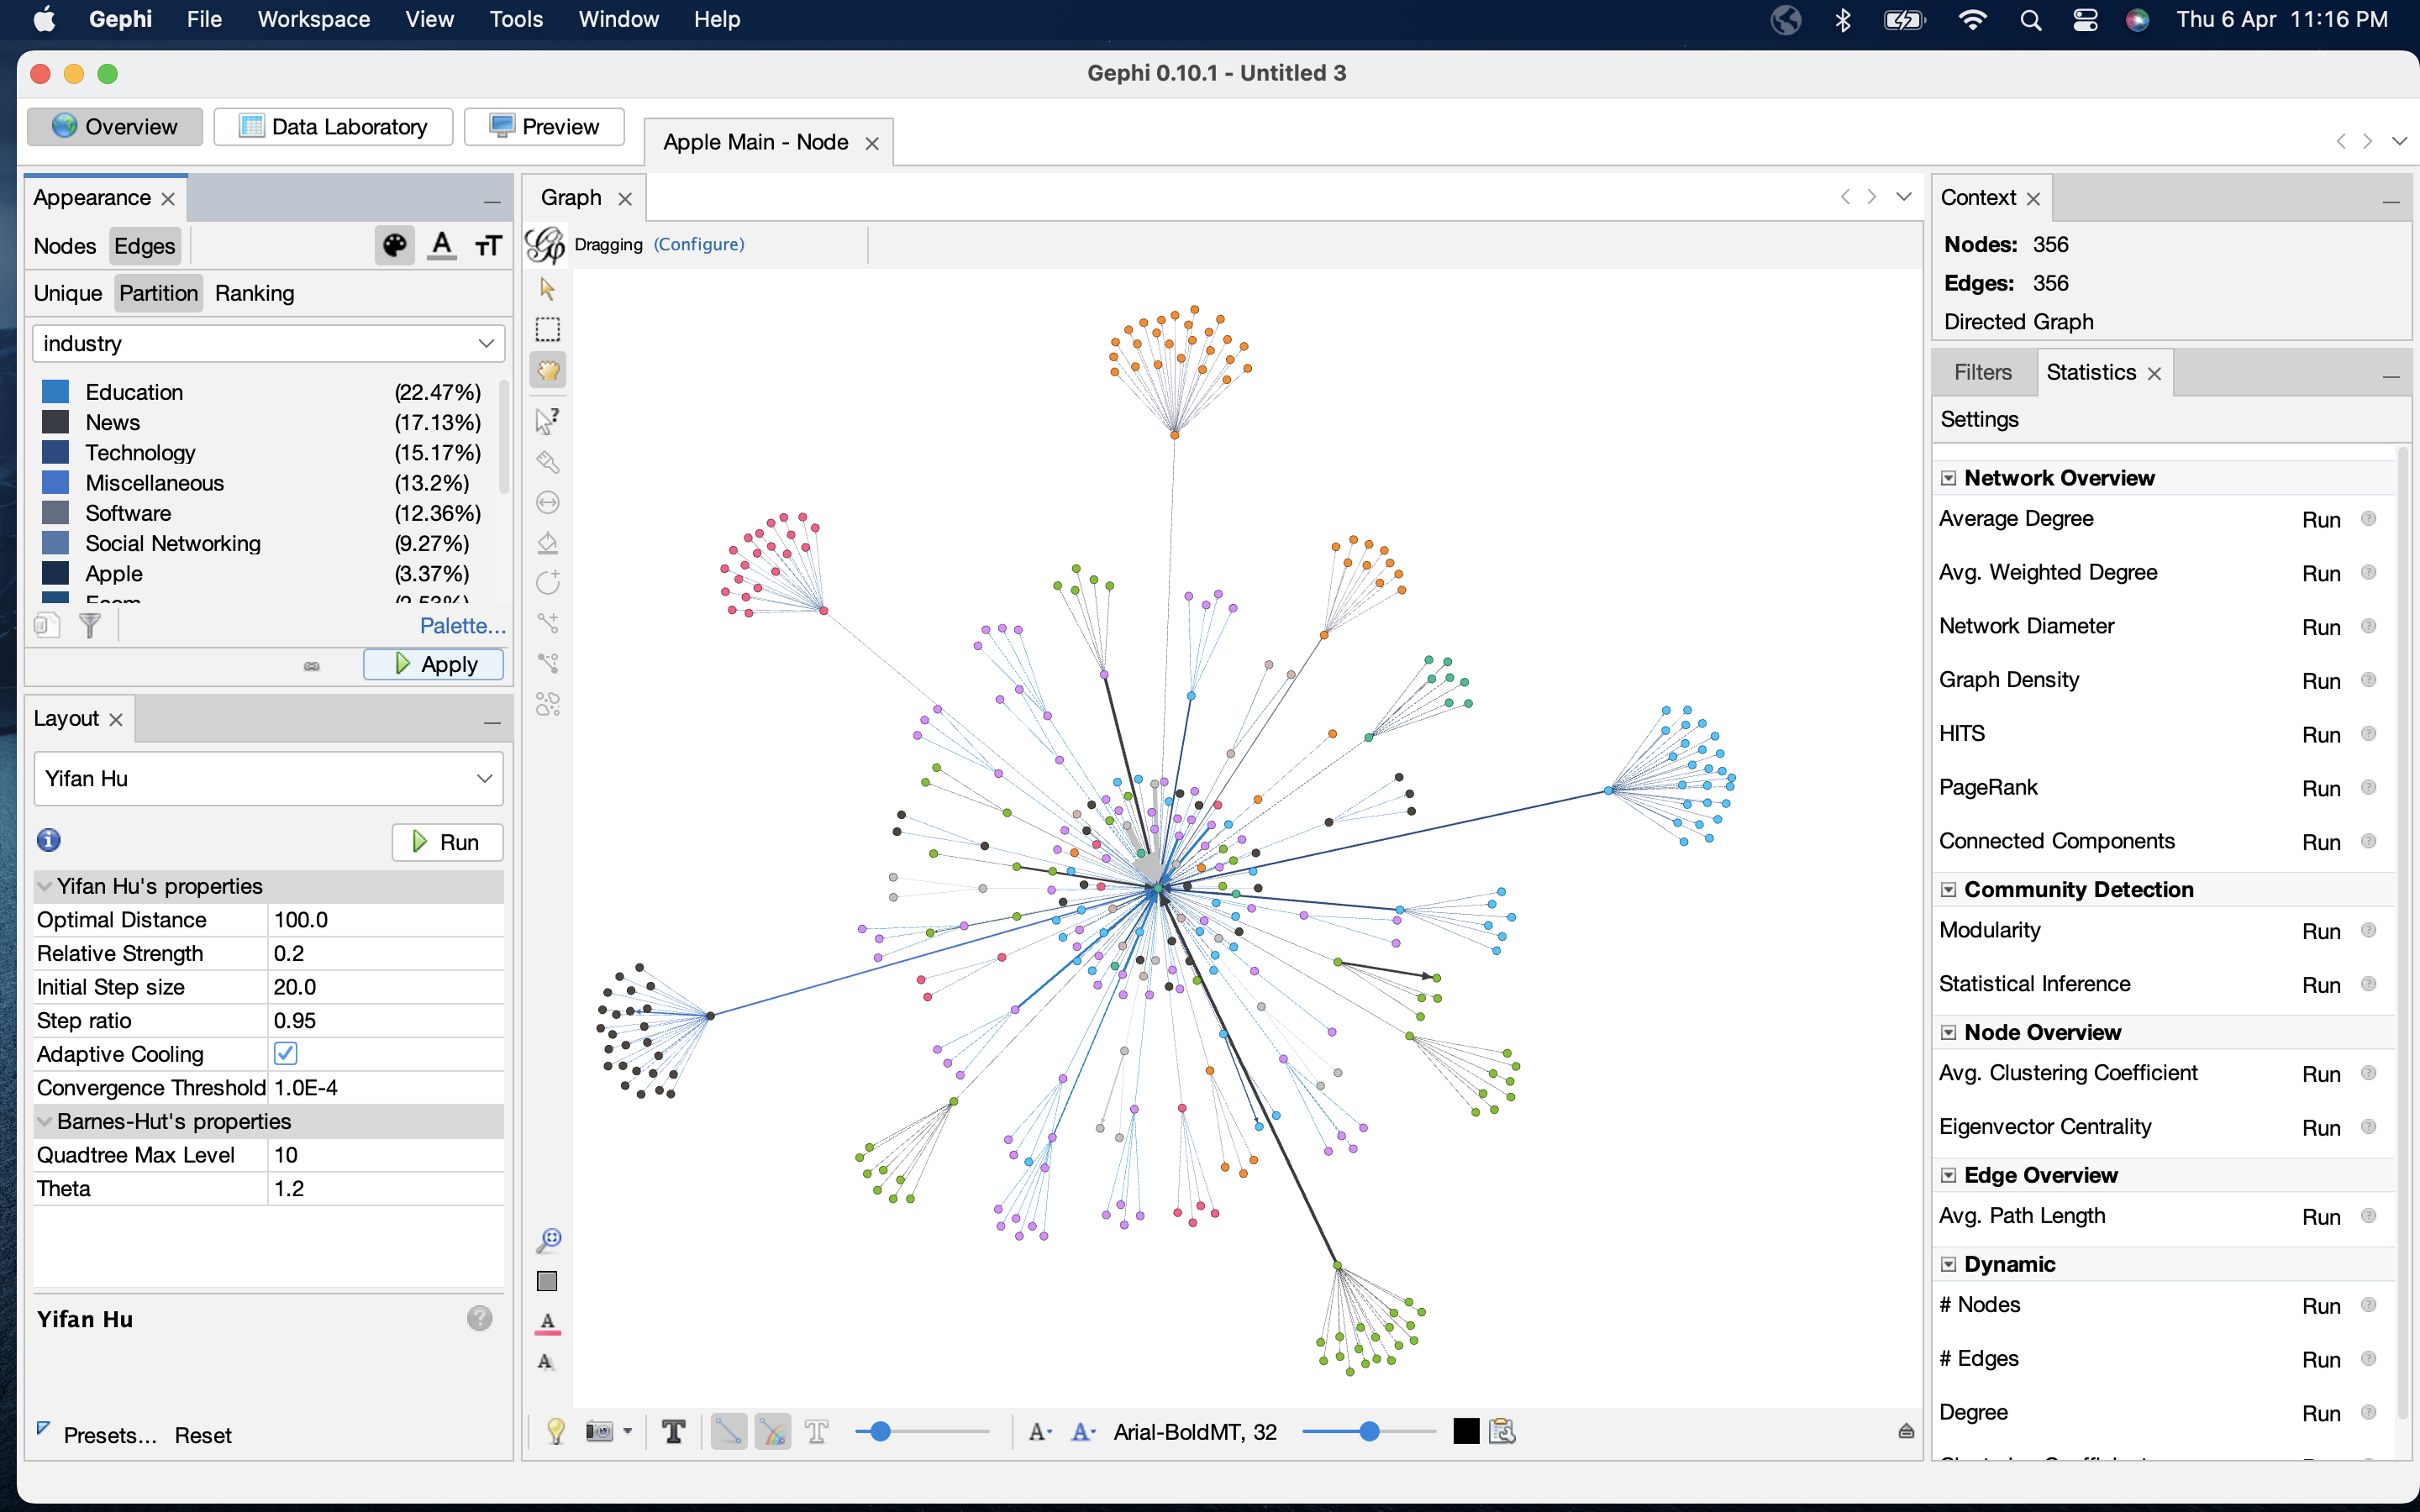 Gephi File Workspace View Tools Window Help Thu 6 Apr 11:16 PM
Gephi 0.10.1 - Untitled 3
Overview Data Laboratory Preview Apple Main - Node
Appearance
Nodes Edges
Unique Partition Ranking
industry
Education (22.47%)
News (17.13%)
Technology (15.17%)
Miscellaneous (13.2%)
Software (12.36%)
Social Networking (9.27%)
Apple (3.37%)
Palette...
Apply
Layout
Yifan Hu
Run
Yifan Hu's properties
Optimal Distance 100.0
Relative Strength 0.2
Initial Step size 20.0
Step ratio 0.95
Adaptive Cooling
Convergence Threshold 1.0E-4
Barnes-Hut's properties
Quadtree Max Level 10
Theta 1.2
Yifan Hu
Presets... Reset
Graph
Dragging (Configure)
Arial-BoldMT, 32
Context
Nodes: 356
Edges: 356
Directed Graph
Filters Statistics
Settings
Network Overview
Average Degree Run
Avg. Weighted Degree Run
Network Diameter Run
Graph Density Run
HITS Run
PageRank Run
Connected Components Run
Community Detection
Modularity Run
Statistical Inference Run
Node Overview
Avg. Clustering Coefficient Run
Eigenvector Centrality Run
Edge Overview
Avg. Path Length Run
Dynamic
# Nodes Run
# Edges Run
Degree Run